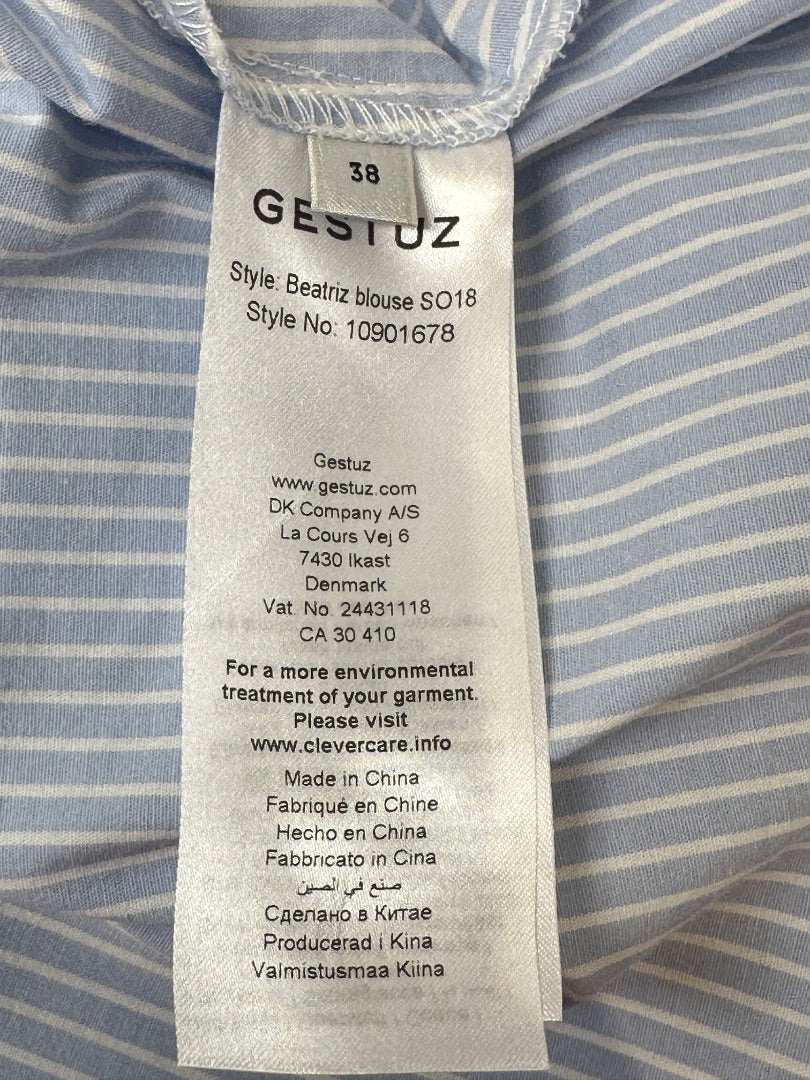 38
GESTUZ
Style: Beatriz blouse SO18
Style No: 10901678
Gestuz
www.gestuz.com
DK Company A/S
La Cours Vej 6
7430 Ikast
Denmark
Vat. No. 24431118
CA 30 410
For a more environmental
treatment of your garment.
Please visit
www.clevercare.info
Made in China
Fabriqué en Chine
Hecho en China
Fabbricato in Cina
صنع في الصين
Сделано в Китае
Producerad i Kina
Valmistusmaa Kiina